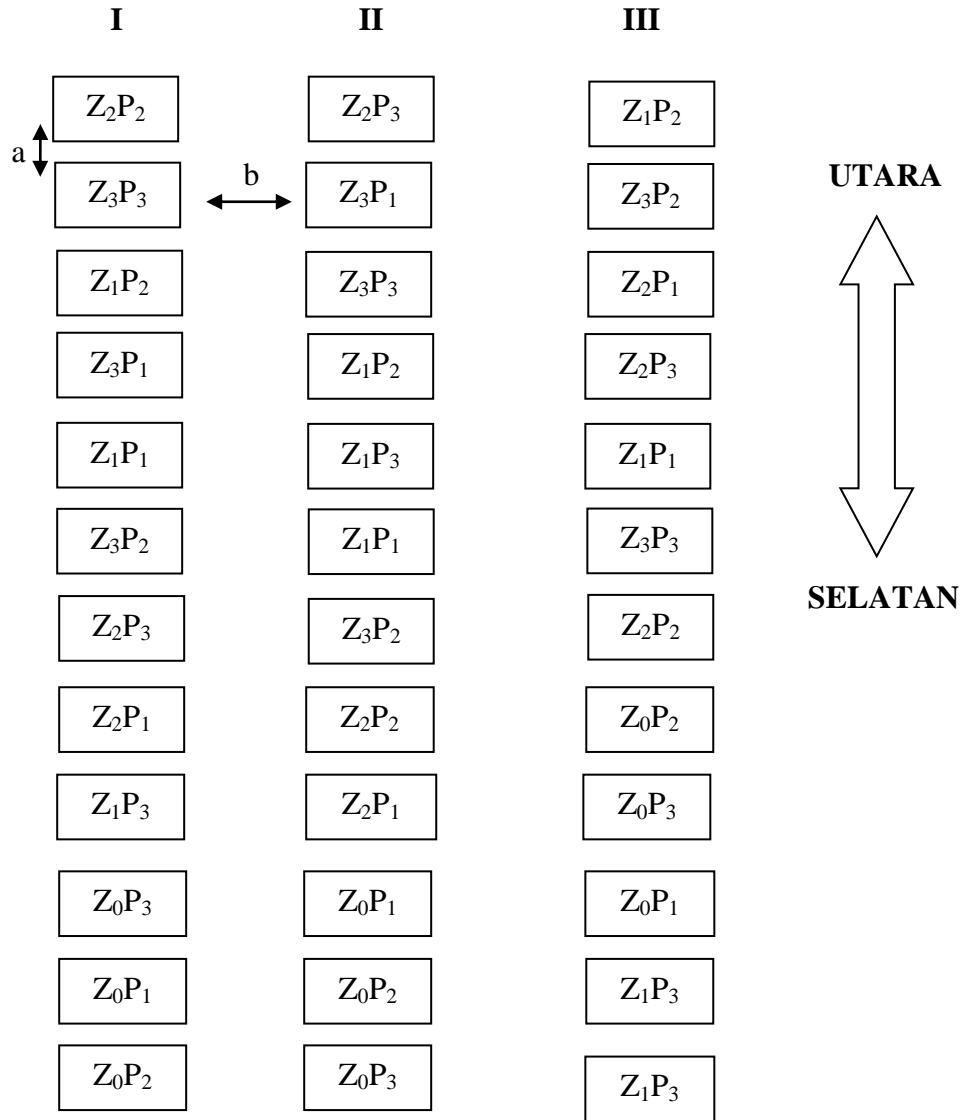 I II III
Z₂P₂ Z₂P₃ Z₁P₂
a
b
Z₃P₃ Z₃P₁ Z₃P₂
UTARA
Z₁P₂ Z₃P₃ Z₂P₁
Z₃P₁ Z₁P₂ Z₂P₃
Z₁P₁ Z₁P₃ Z₁P₁
Z₃P₂ Z₁P₁ Z₃P₃
SELATAN
Z₂P₃ Z₃P₂ Z₂P₂
Z₂P₁ Z₂P₂ Z₀P₂
Z₁P₃ Z₂P₁ Z₀P₃
Z₀P₃ Z₀P₁ Z₀P₁
Z₀P₁ Z₀P₂ Z₁P₃
Z₀P₂ Z₀P₃ Z₁P₃